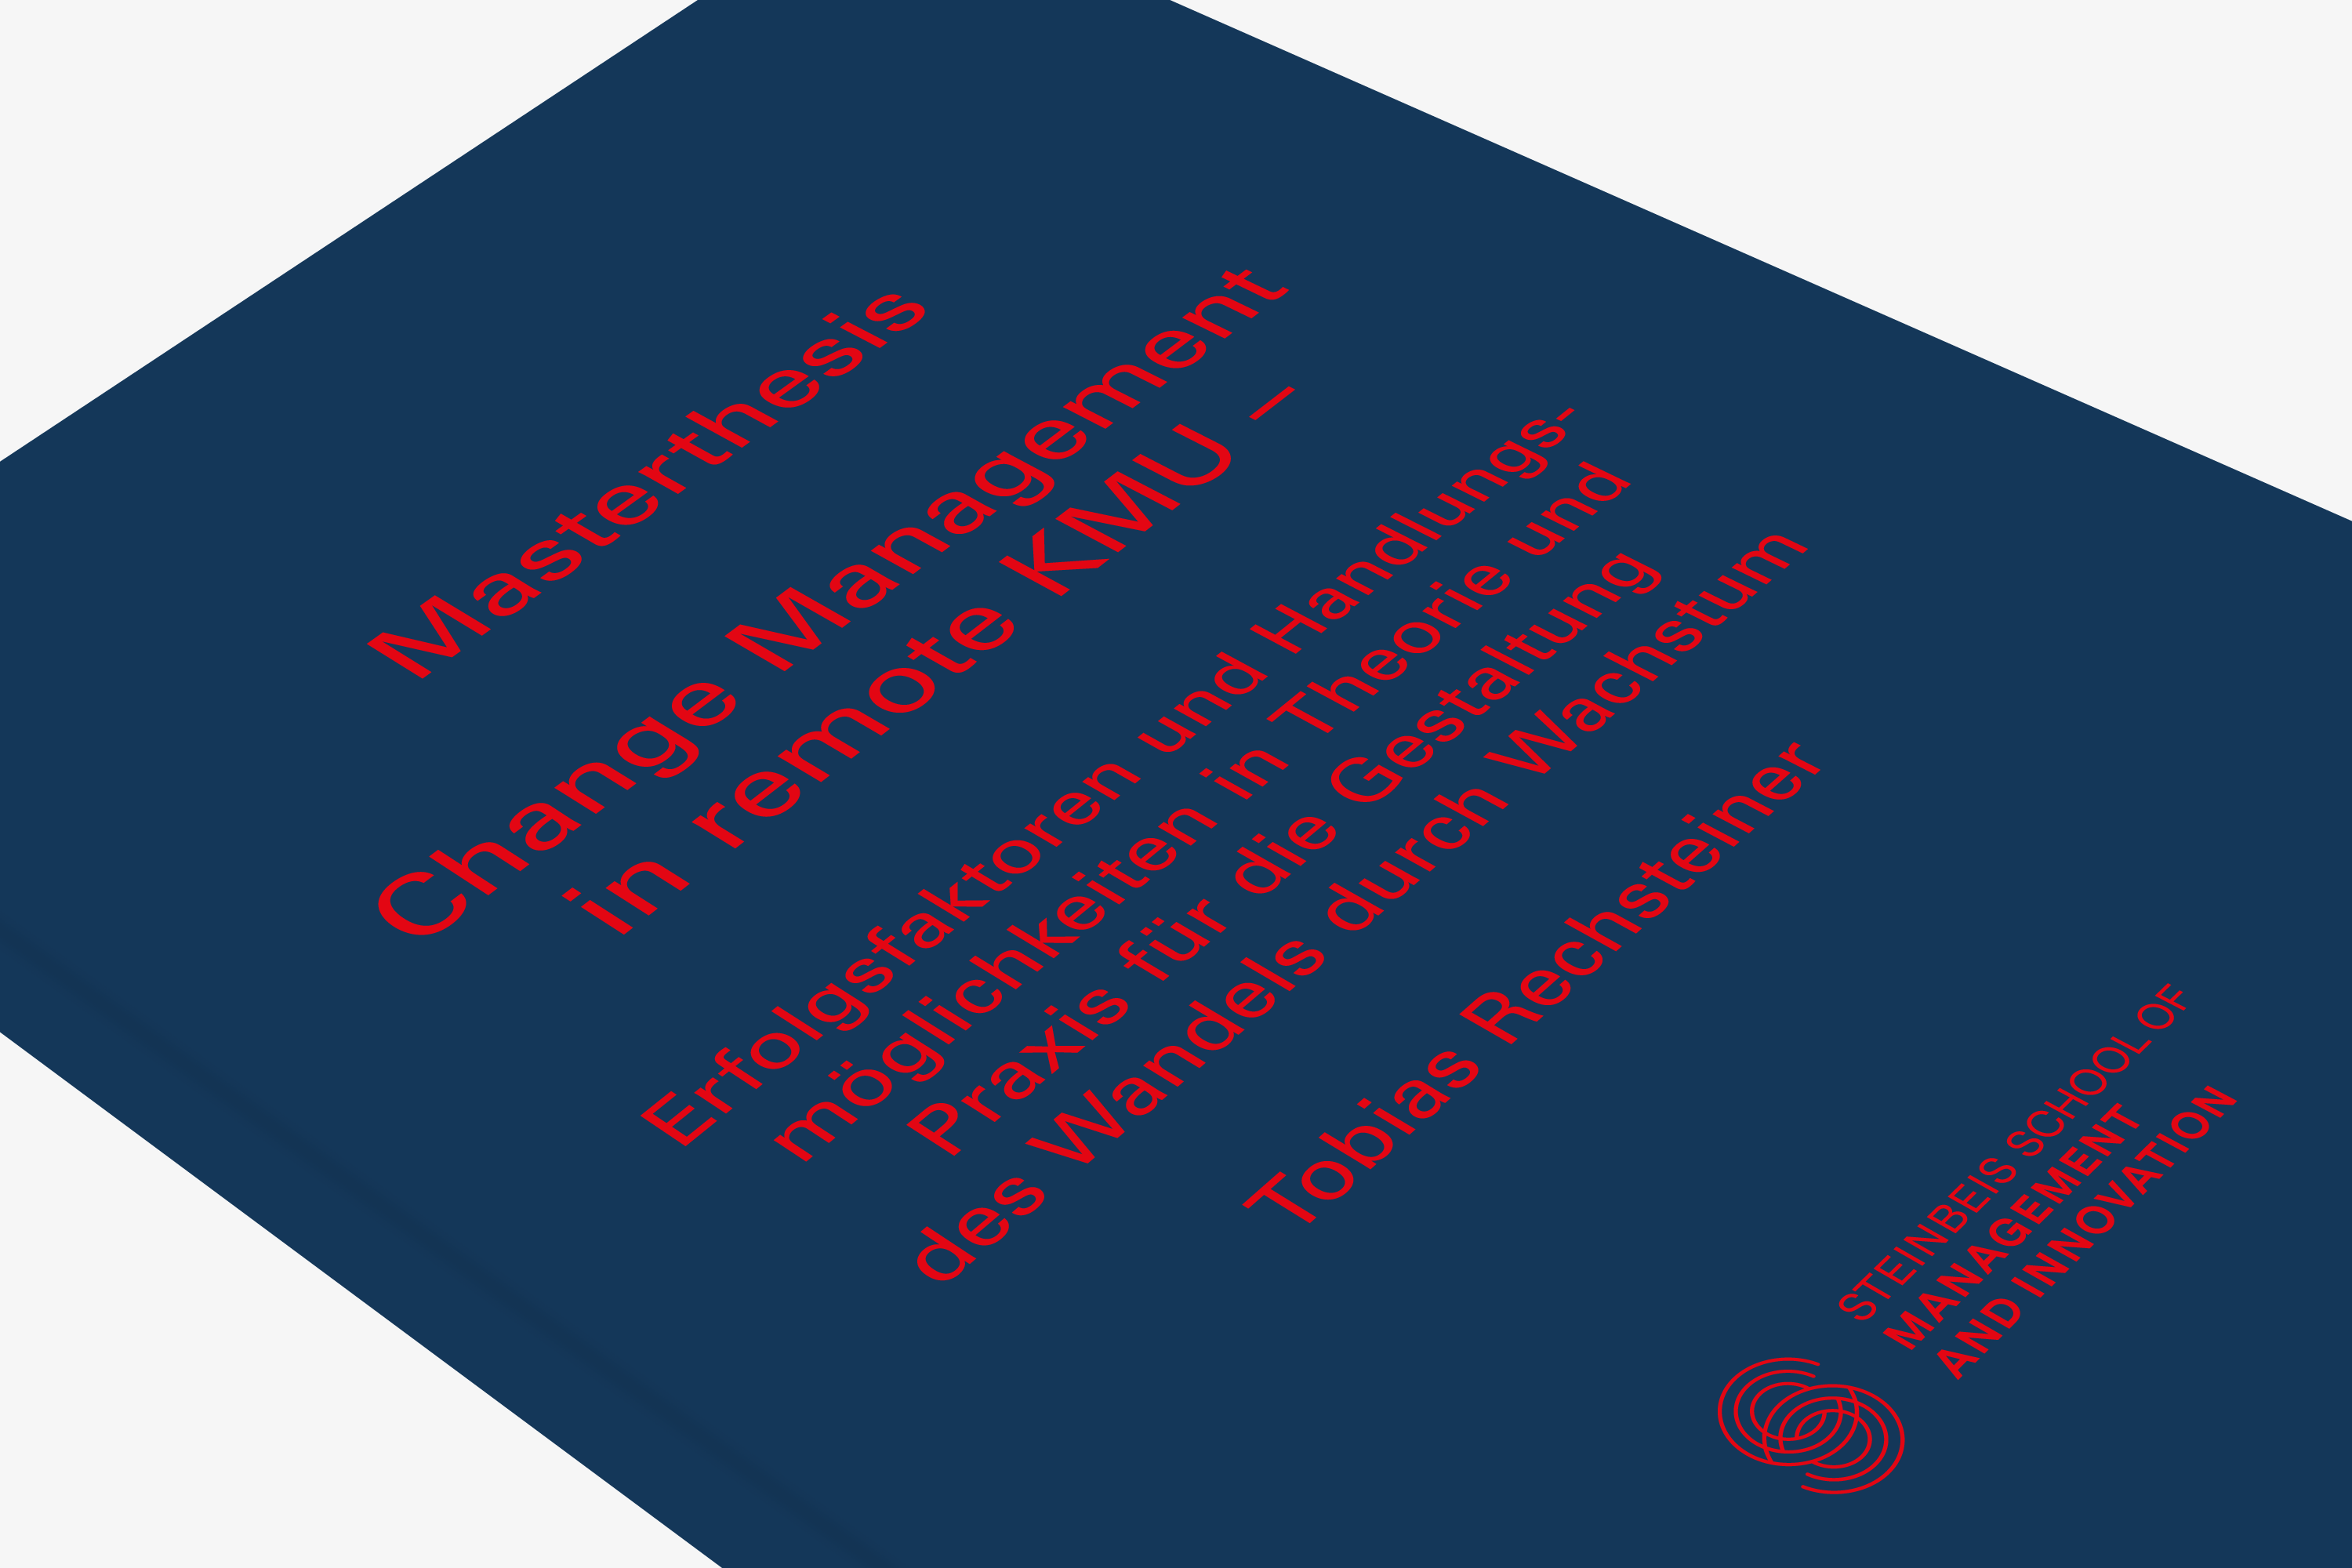 Masterthesis
Change Management
in remote KMU –
Erfolgsfaktoren und Handlungs-
möglichkeiten in Theorie und
Praxis für die Gestaltung
des Wandels durch Wachstum
Tobias Rechsteiner
STEINBEIS SCHOOL OF
MANAGEMENT
AND INNOVATION